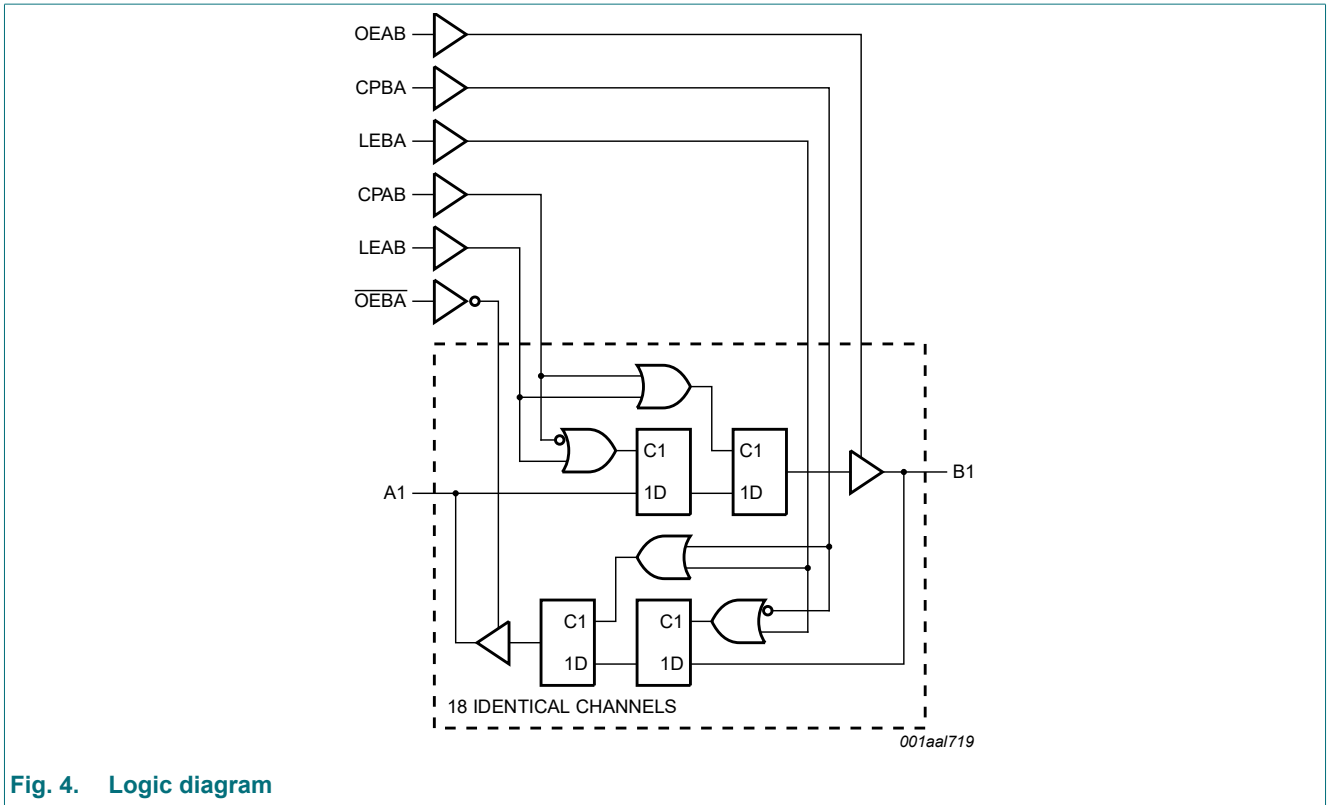 OEAB
CPBA
LEBA
CPAB
LEAB
OEBA
C1
C1
1D
1D
A1
B1
C1
C1
1D
1D
18 IDENTICAL CHANNELS
001aal719
Fig. 4. Logic diagram